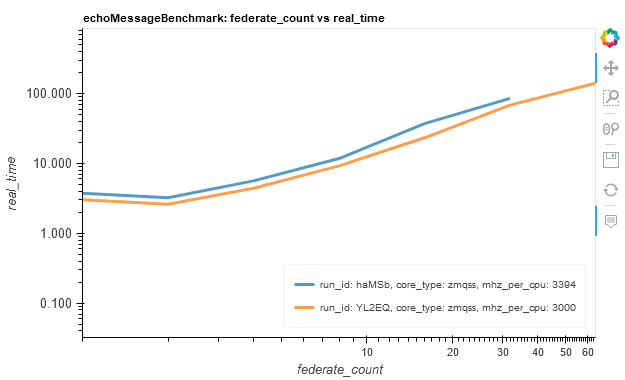 echoMessageBenchmark: federate_count vs real_time
100.000
10.000
1.000
0.100
real_time
run_id: haMSb, core_type: zmqss, mhz_per_cpu: 3394
run_id: YL2EQ, core_type: zmqss, mhz_per_cpu: 3000
10 20 30 40 50 60
federate_count